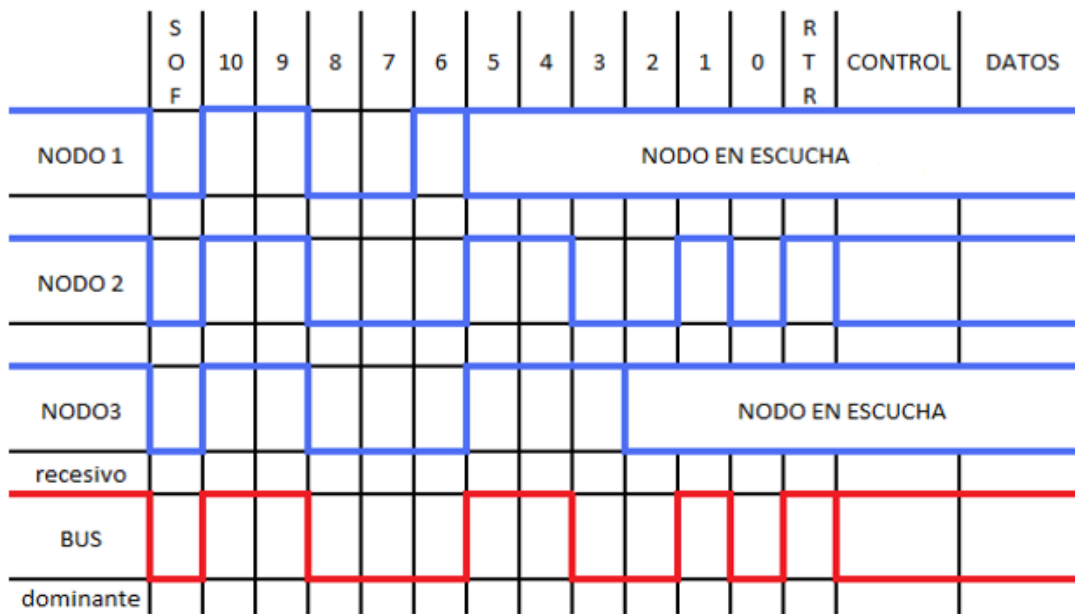 S
O
F
10 9 8 7 6 5 4 3 2 1 0
R
T
R
CONTROL DATOS
NODO 1 NODO EN ESCUCHA
NODO 2
NODO3 NODO EN ESCUCHA
recesivo
BUS
dominante